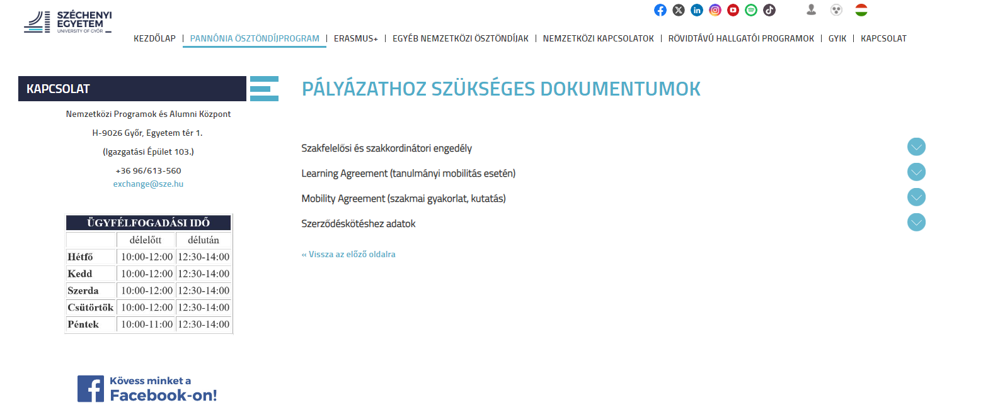 SZÉCHENYI
EGYETEM
UNIVERSITY OF GYŐR
KEZDŐLAP
PANNÓNIA ÖSZTÖNDÍJPROGRAM
ERASMUS+
EGYÉB NEMZETKÖZI ÖSZTÖNDÍJAK
NEMZETKÖZI KAPCSOLATOK
RÖVIDTÁVÚ HALLGATÓI PROGRAMOK
GYIK
KAPCSOLAT
KAPCSOLAT
Nemzetközi Programok és Alumni Központ
H-9026 Győr, Egyetem tér 1.
(Igazgatási Épület 103.)
+36 96/613-560
exchange@sze.hu
ÜGYFÉLFOGADÁSI IDŐ
délelőtt délután
Hétfő 10:00-12:00 12:30-14:00
Kedd 10:00-12:00 12:30-14:00
Szerda 10:00-12:00 12:30-14:00
Csütörtök 10:00-12:00 12:30-14:00
Péntek 10:00-11:00 12:30-14:00
Kövess minket a
Facebook-on!
PÁLYÁZATHOZ SZÜKSÉGES DOKUMENTUMOK
Szakfelelősi és szakkordinátori engedély
Learning Agreement (tanulmányi mobilitás esetén)
Mobility Agreement (szakmai gyakorlat, kutatás)
Szerződéskötéshez adatok
« Vissza az előző oldalra